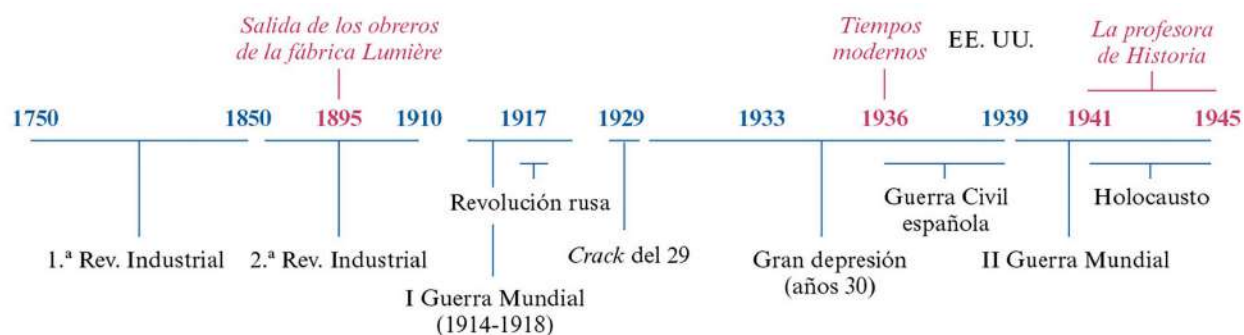 Salida de los obreros
de la fábrica Lumière
Tiempos
modernos
EE. UU.
La profesora
de Historia
1750
1850
1895
1910
1917
1929
1933
1936
1939
1941
1945
Revolución rusa
Guerra Civil
española
Holocausto
1.ª Rev. Industrial
2.ª Rev. Industrial
Crack del 29
Gran depresión
(años 30)
II Guerra Mundial
I Guerra Mundial
(1914-1918)